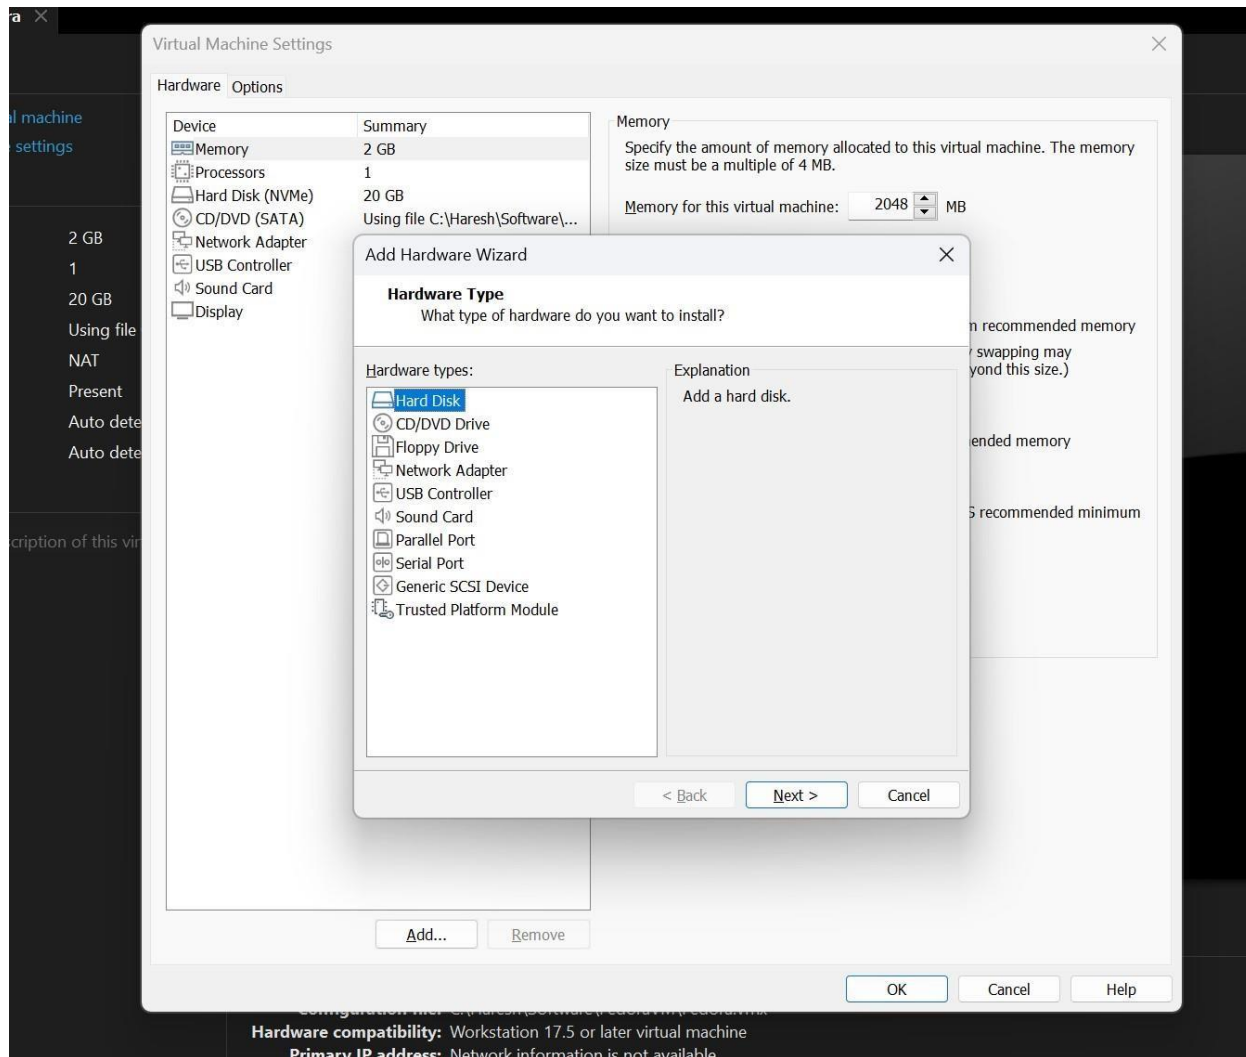 ra
Virtual Machine Settings
Hardware Options
al machine
settings
Device Summary
Memory 2 GB
Processors 1
Hard Disk (NVMe) 20 GB
CD/DVD (SATA) Using file C:\Haresh\Software\...
Network Adapter
USB Controller
Sound Card
Display
Memory
Specify the amount of memory allocated to this virtual machine. The memory
size must be a multiple of 4 MB.
Memory for this virtual machine: 2048 MB
2 GB
1
20 GB
Using file
NAT
Present
Auto dete
Auto dete
cription of this vir
Add Hardware Wizard
Hardware Type
What type of hardware do you want to install?
Hardware types:
Hard Disk
CD/DVD Drive
Floppy Drive
Network Adapter
USB Controller
Sound Card
Parallel Port
Serial Port
Generic SCSI Device
Trusted Platform Module
Explanation
Add a hard disk.
< Back Next > Cancel
recommended memory
swapping may
yond this size.)
ended memory
recommended minimum
Add... Remove
OK Cancel Help
Hardware compatibility: Workstation 17.5 or later virtual machine
Primary IP address: Network information is not available